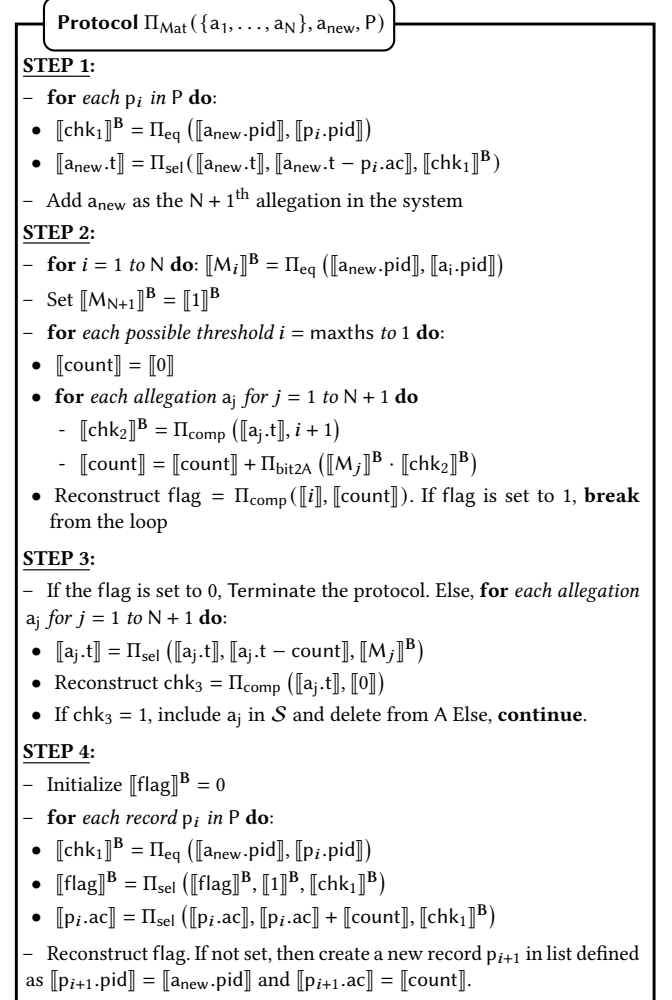 Protocol Π_Mat({a_1, . . . , a_N}, a_new, P)
STEP 1:
– for each p_i in P do:
• ⟦chk_1⟧^B = Π_eq (⟦a_new.pid⟧, ⟦p_i.pid⟧)
• ⟦a_new.t⟧ = Π_sel(⟦a_new.t⟧, ⟦a_new.t − p_i.ac⟧, ⟦chk_1⟧^B)
– Add a_new as the N + 1^th allegation in the system
STEP 2:
– for i = 1 to N do: ⟦M_i⟧^B = Π_eq (⟦a_new.pid⟧, ⟦a_i.pid⟧)
– Set ⟦M_N+1⟧^B = ⟦1⟧^B
– for each possible threshold i = maxths to 1 do:
• ⟦count⟧ = ⟦0⟧
• for each allegation a_j for j = 1 to N + 1 do
- ⟦chk_2⟧^B = Π_comp (⟦a_j.t⟧, i + 1)
- ⟦count⟧ = ⟦count⟧ + Π_bit2A (⟦M_j⟧^B · ⟦chk_2⟧^B)
• Reconstruct flag = Π_comp(⟦i⟧, ⟦count⟧). If flag is set to 1, break
from the loop
STEP 3:
– If the flag is set to 0, Terminate the protocol. Else, for each allegation
a_j for j = 1 to N + 1 do:
• ⟦a_j.t⟧ = Π_sel (⟦a_j.t⟧, ⟦a_j.t − count⟧, ⟦M_j⟧^B)
• Reconstruct chk_3 = Π_comp (⟦a_j.t⟧, ⟦0⟧)
• If chk_3 = 1, include a_j in 𝒮 and delete from A Else, continue.
STEP 4:
– Initialize ⟦flag⟧^B = 0
– for each record p_i in P do:
• ⟦chk_1⟧^B = Π_eq (⟦a_new.pid⟧, ⟦p_i.pid⟧)
• ⟦flag⟧^B = Π_sel (⟦flag⟧^B, ⟦1⟧^B, ⟦chk_1⟧^B)
• ⟦p_i.ac⟧ = Π_sel (⟦p_i.ac⟧, ⟦p_i.ac⟧ + ⟦count⟧, ⟦chk_1⟧^B)
– Reconstruct flag. If not set, then create a new record p_i+1 in list defined
as ⟦p_i+1.pid⟧ = ⟦a_new.pid⟧ and ⟦p_i+1.ac⟧ = ⟦count⟧.